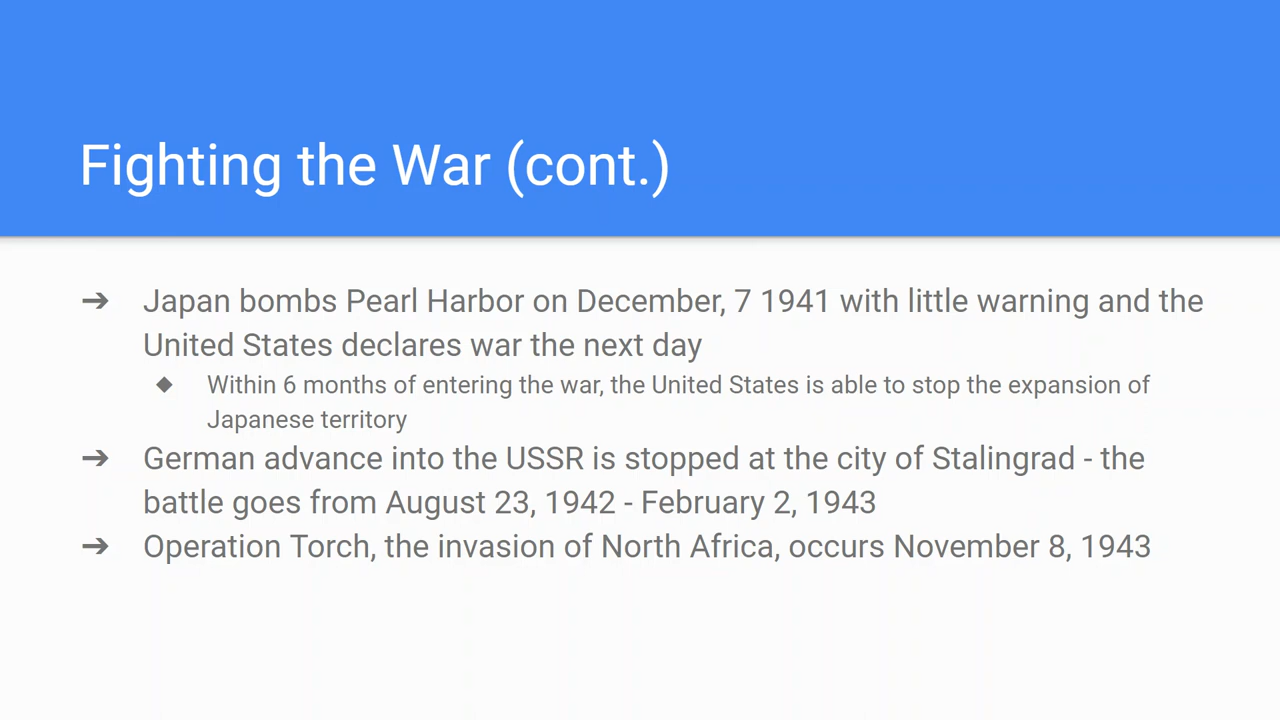 Fighting the War (cont.)
➔ Japan bombs Pearl Harbor on December, 7 1941 with little warning and the
United States declares war the next day
◆ Within 6 months of entering the war, the United States is able to stop the expansion of
Japanese territory
➔ German advance into the USSR is stopped at the city of Stalingrad - the
battle goes from August 23, 1942 - February 2, 1943
➔ Operation Torch, the invasion of North Africa, occurs November 8, 1943